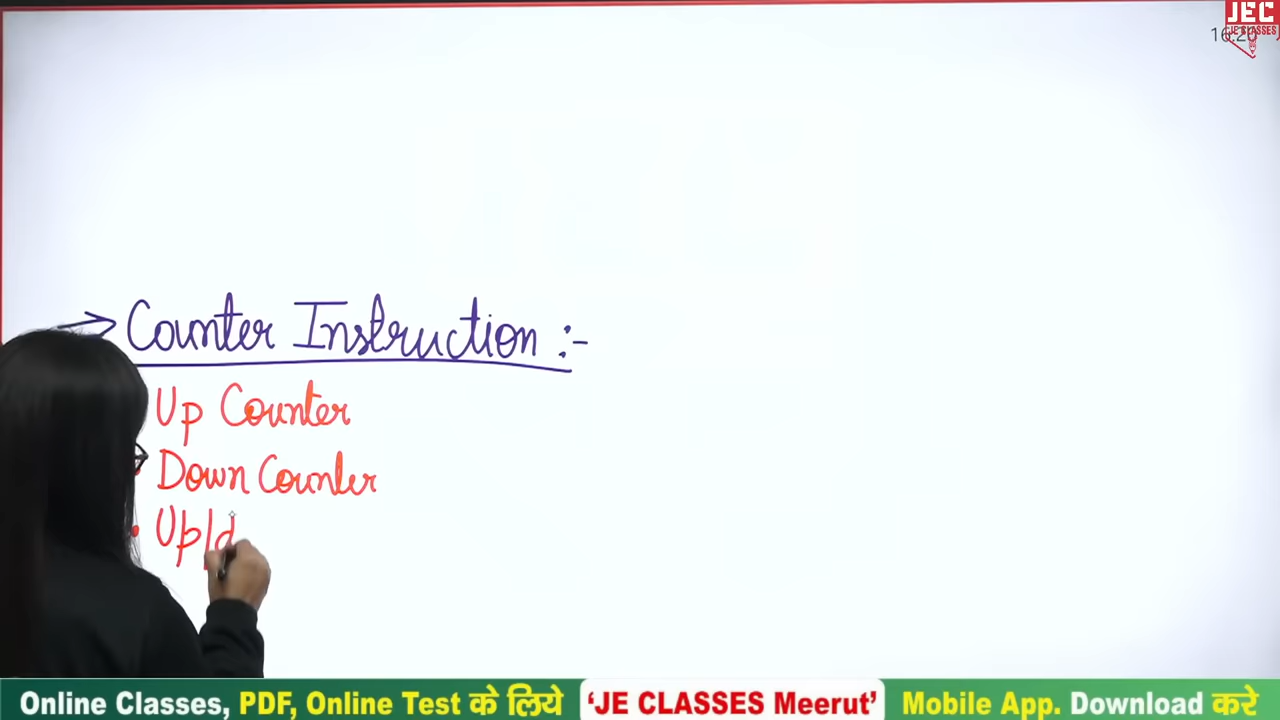 JEC
JE CLASSES
→ Counter Instruction :-
Up Counter
• Down Counter
• Up/d
Online Classes, PDF, Online Test के लिये 'JE CLASSES Meerut' Mobile App. Download करे